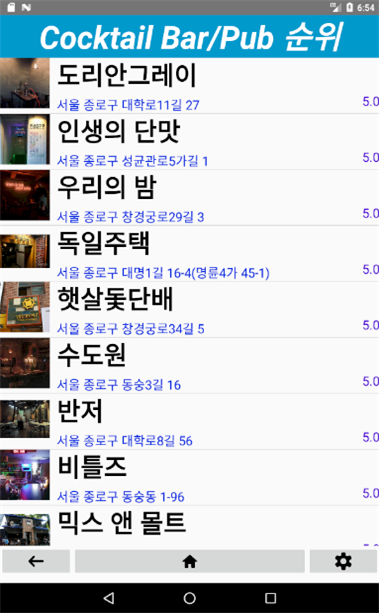 6:54
Cocktail Bar/Pub 순위
도리안그레이
서울 종로구 대학로11길 27
5.0
인생의 단맛
서울 종로구 성균관로5가길 1
5.0
우리의 밤
서울 종로구 창경궁로29길 3
5.0
독일주택
서울 종로구 대명1길 16-4(명륜4가 45-1)
5.0
햇살돛단배
서울 종로구 창경궁로34길 5
5.0
수도원
서울 종로구 동숭3길 16
5.0
반저
서울 종로구 대학로8길 56
5.0
비틀즈
서울 종로구 동숭동 1-96
5.0
믹스 앤 몰트